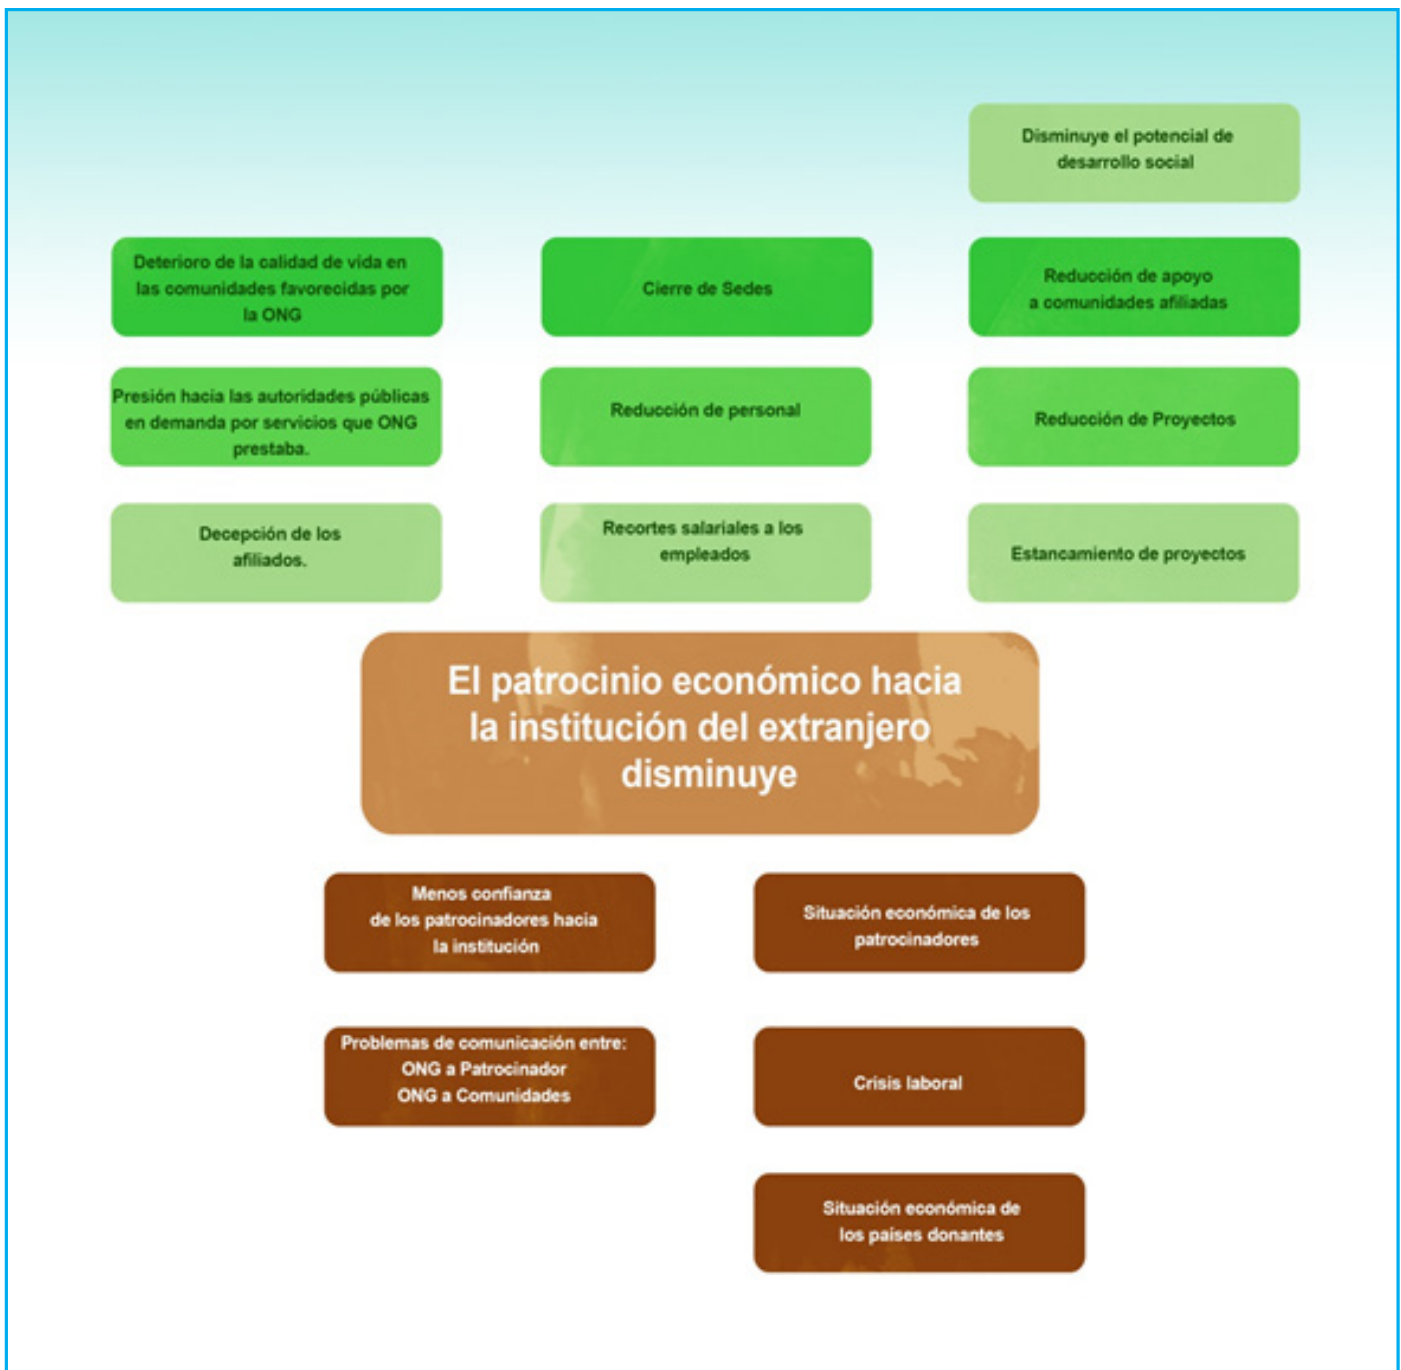 Disminuye el potencial de
desarrollo social
Deterioro de la calidad de vida en
las comunidades favorecidas por
la ONG
Cierre de Sedes
Reducción de apoyo
a comunidades afiliadas
Presión hacia las autoridades públicas
en demanda por servicios que ONG
prestaba.
Reducción de personal
Reducción de Proyectos
Decepción de los
afiliados.
Recortes salariales a los
empleados
Estancamiento de proyectos
El patrocinio económico hacia
la institución del extranjero
disminuye
Menos confianza
de los patrocinadores hacia
la institución
Situación económica de los
patrocinadores
Problemas de comunicación entre:
ONG a Patrocinador
ONG a Comunidades
Crisis laboral
Situación económica de
los países donantes